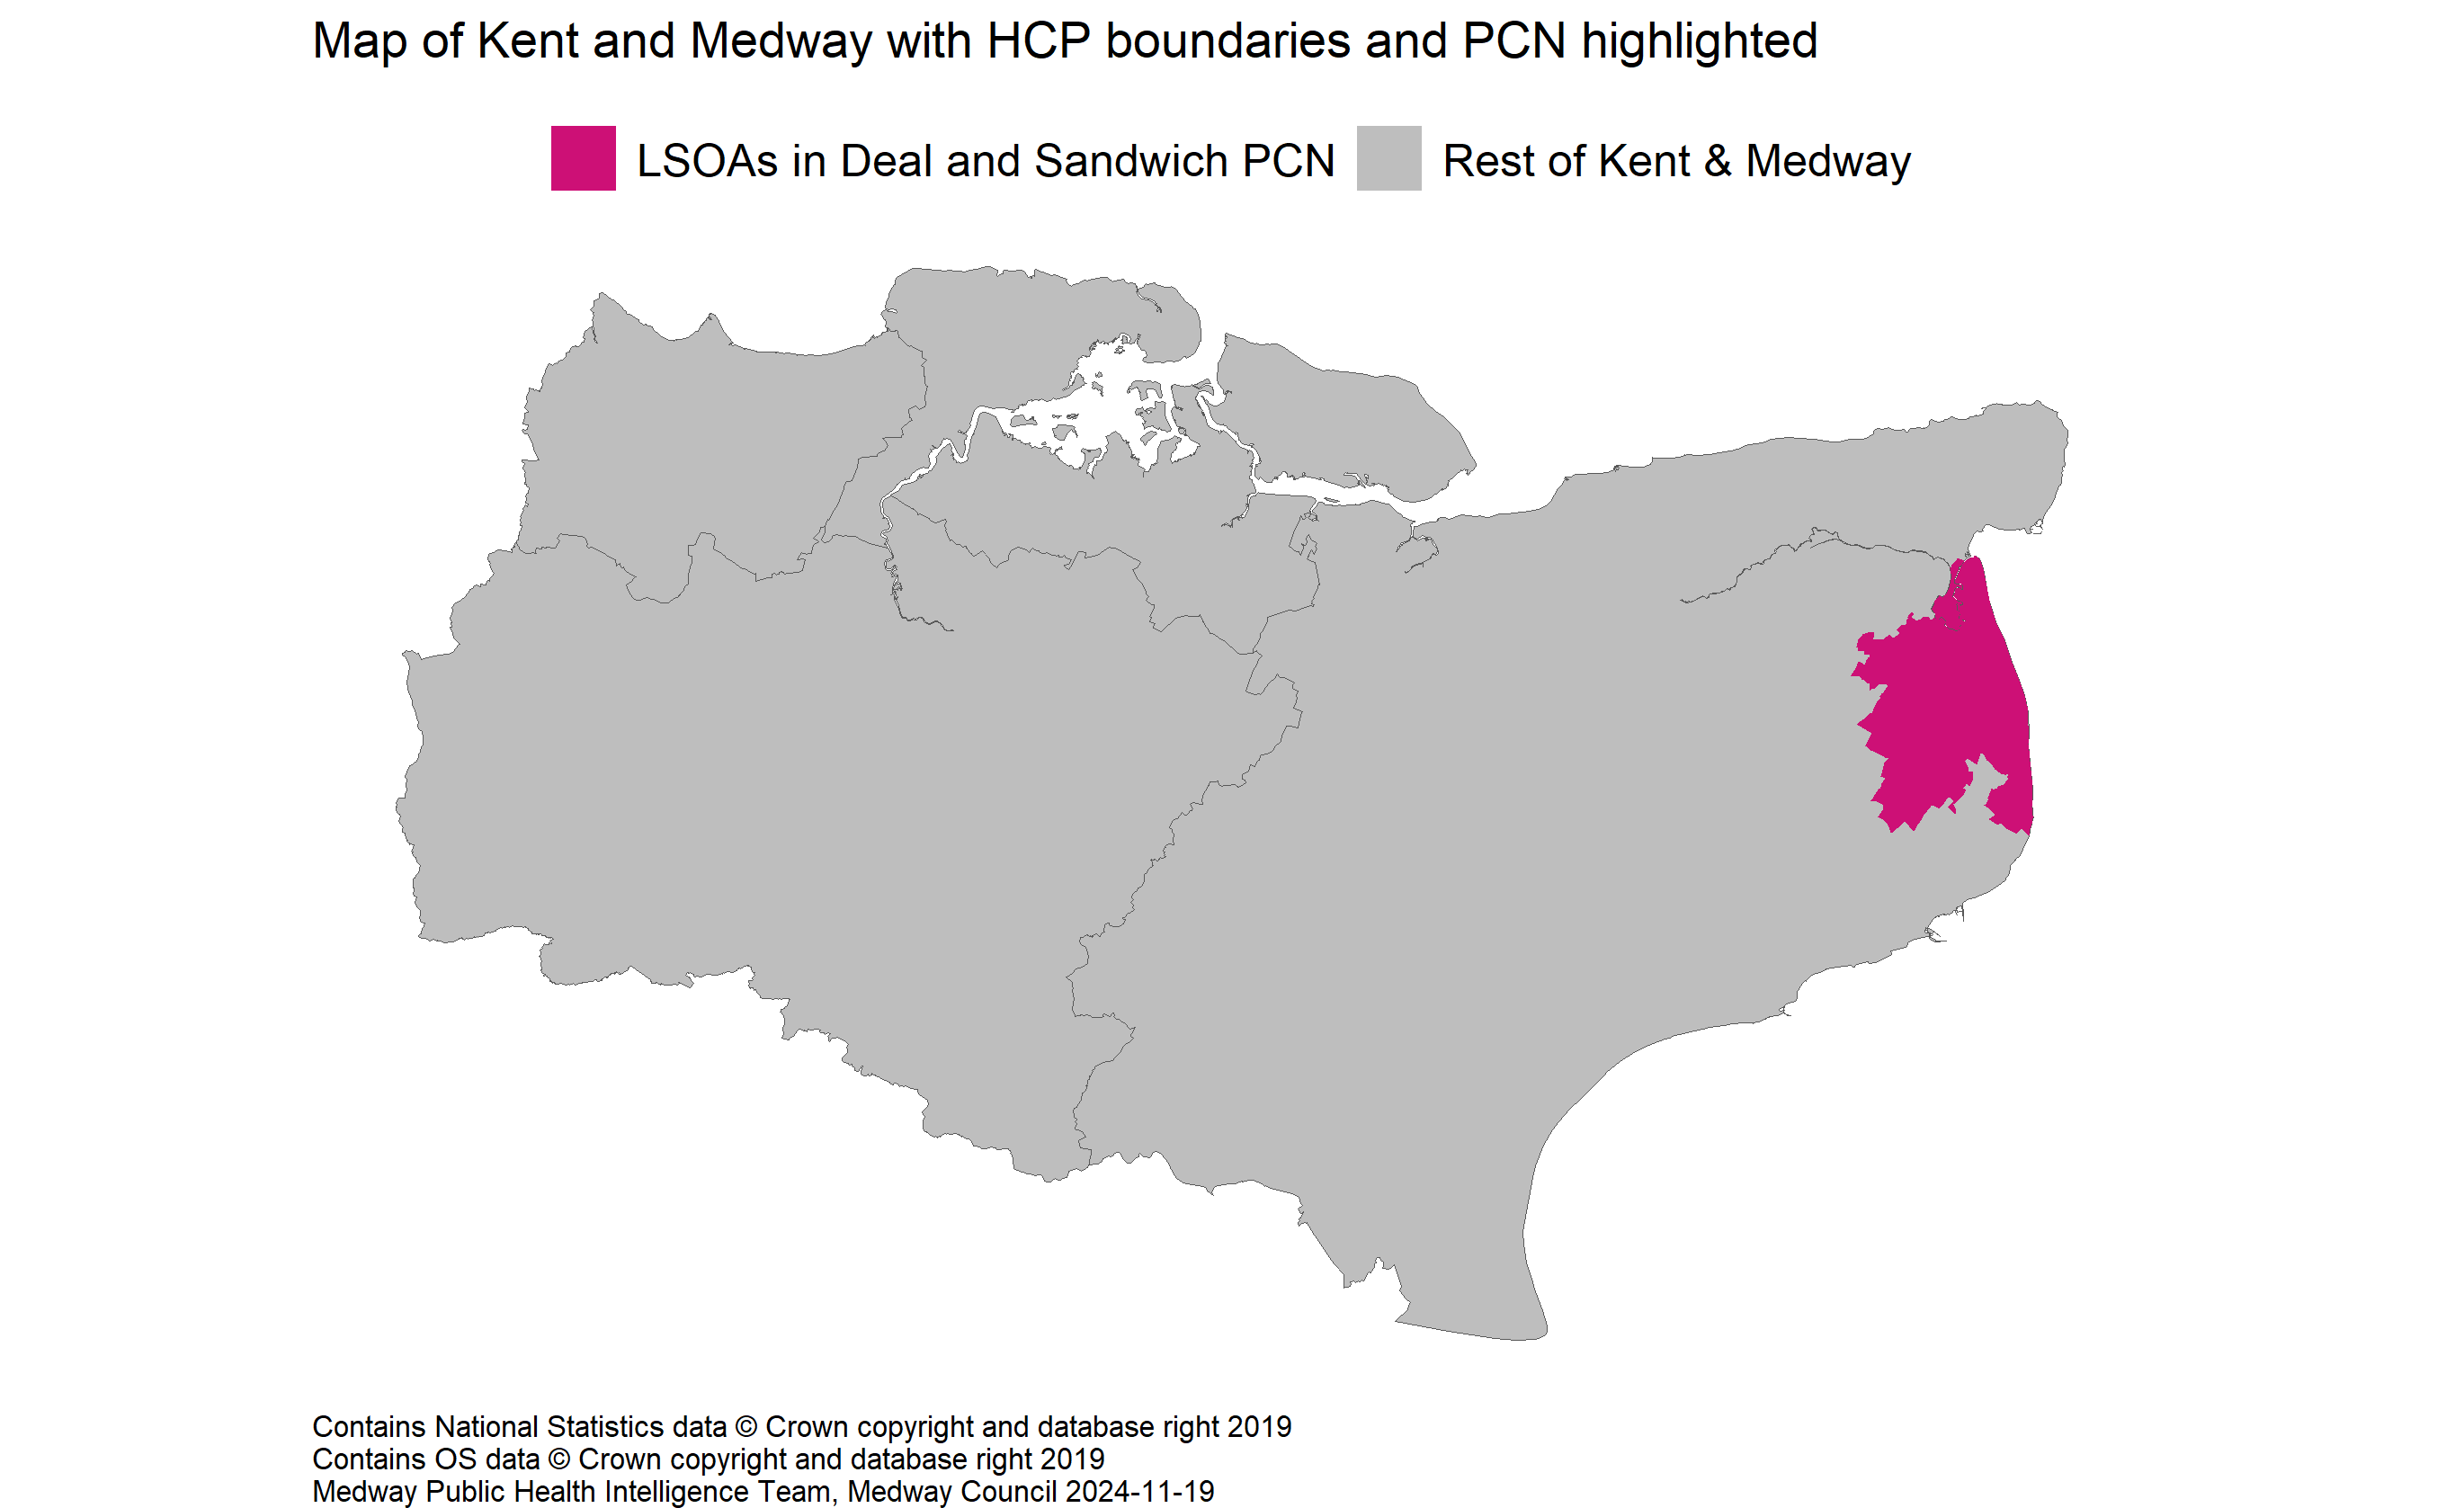 Map of Kent and Medway with HCP boundaries and PCN highlighted
LSOAs in Deal and Sandwich PCN
Rest of Kent & Medway
Contains National Statistics data © Crown copyright and database right 2019
Contains OS data © Crown copyright and database right 2019
Medway Public Health Intelligence Team, Medway Council 2024-11-19